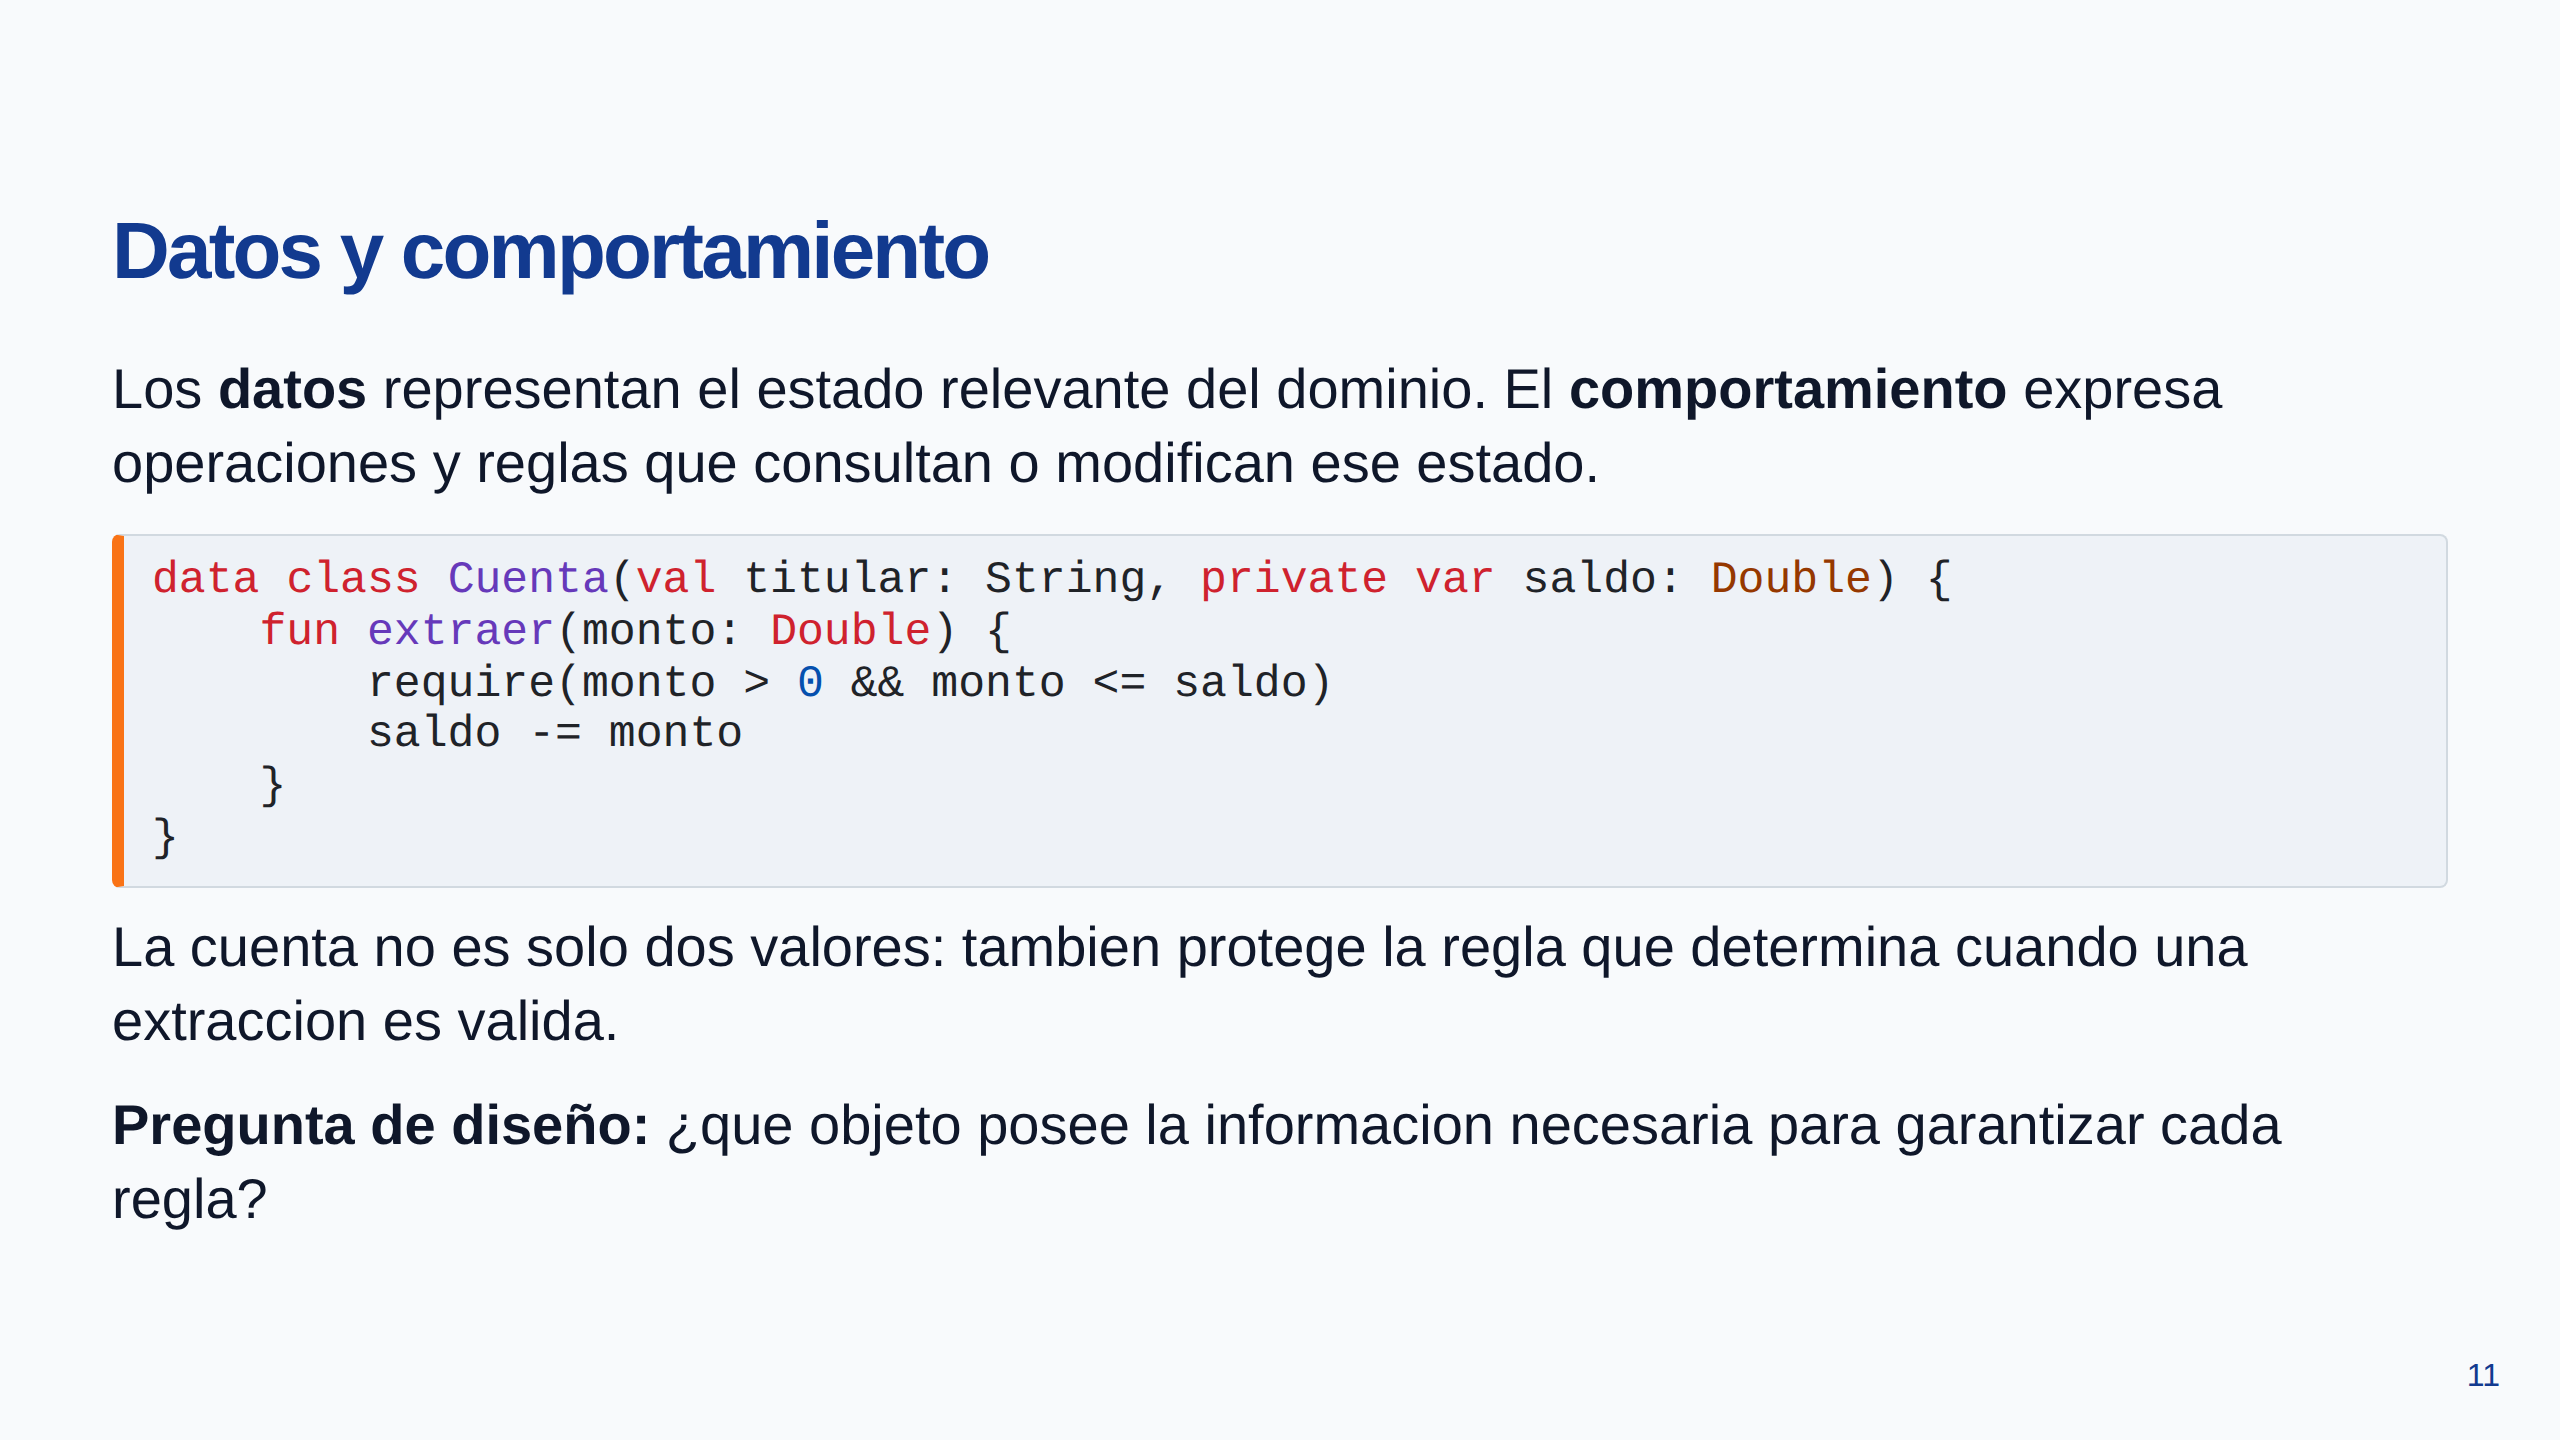 Datos y comportamiento
Los datos representan el estado relevante del dominio. El comportamiento expresa
operaciones y reglas que consultan o modifican ese estado.
data class Cuenta(val titular: String, private var saldo: Double) {
    fun extraer(monto: Double) {
        require(monto > 0 && monto <= saldo)
        saldo -= monto
    }
}
La cuenta no es solo dos valores: tambien protege la regla que determina cuando una
extraccion es valida.
Pregunta de diseño: ¿que objeto posee la informacion necesaria para garantizar cada
regla?
11